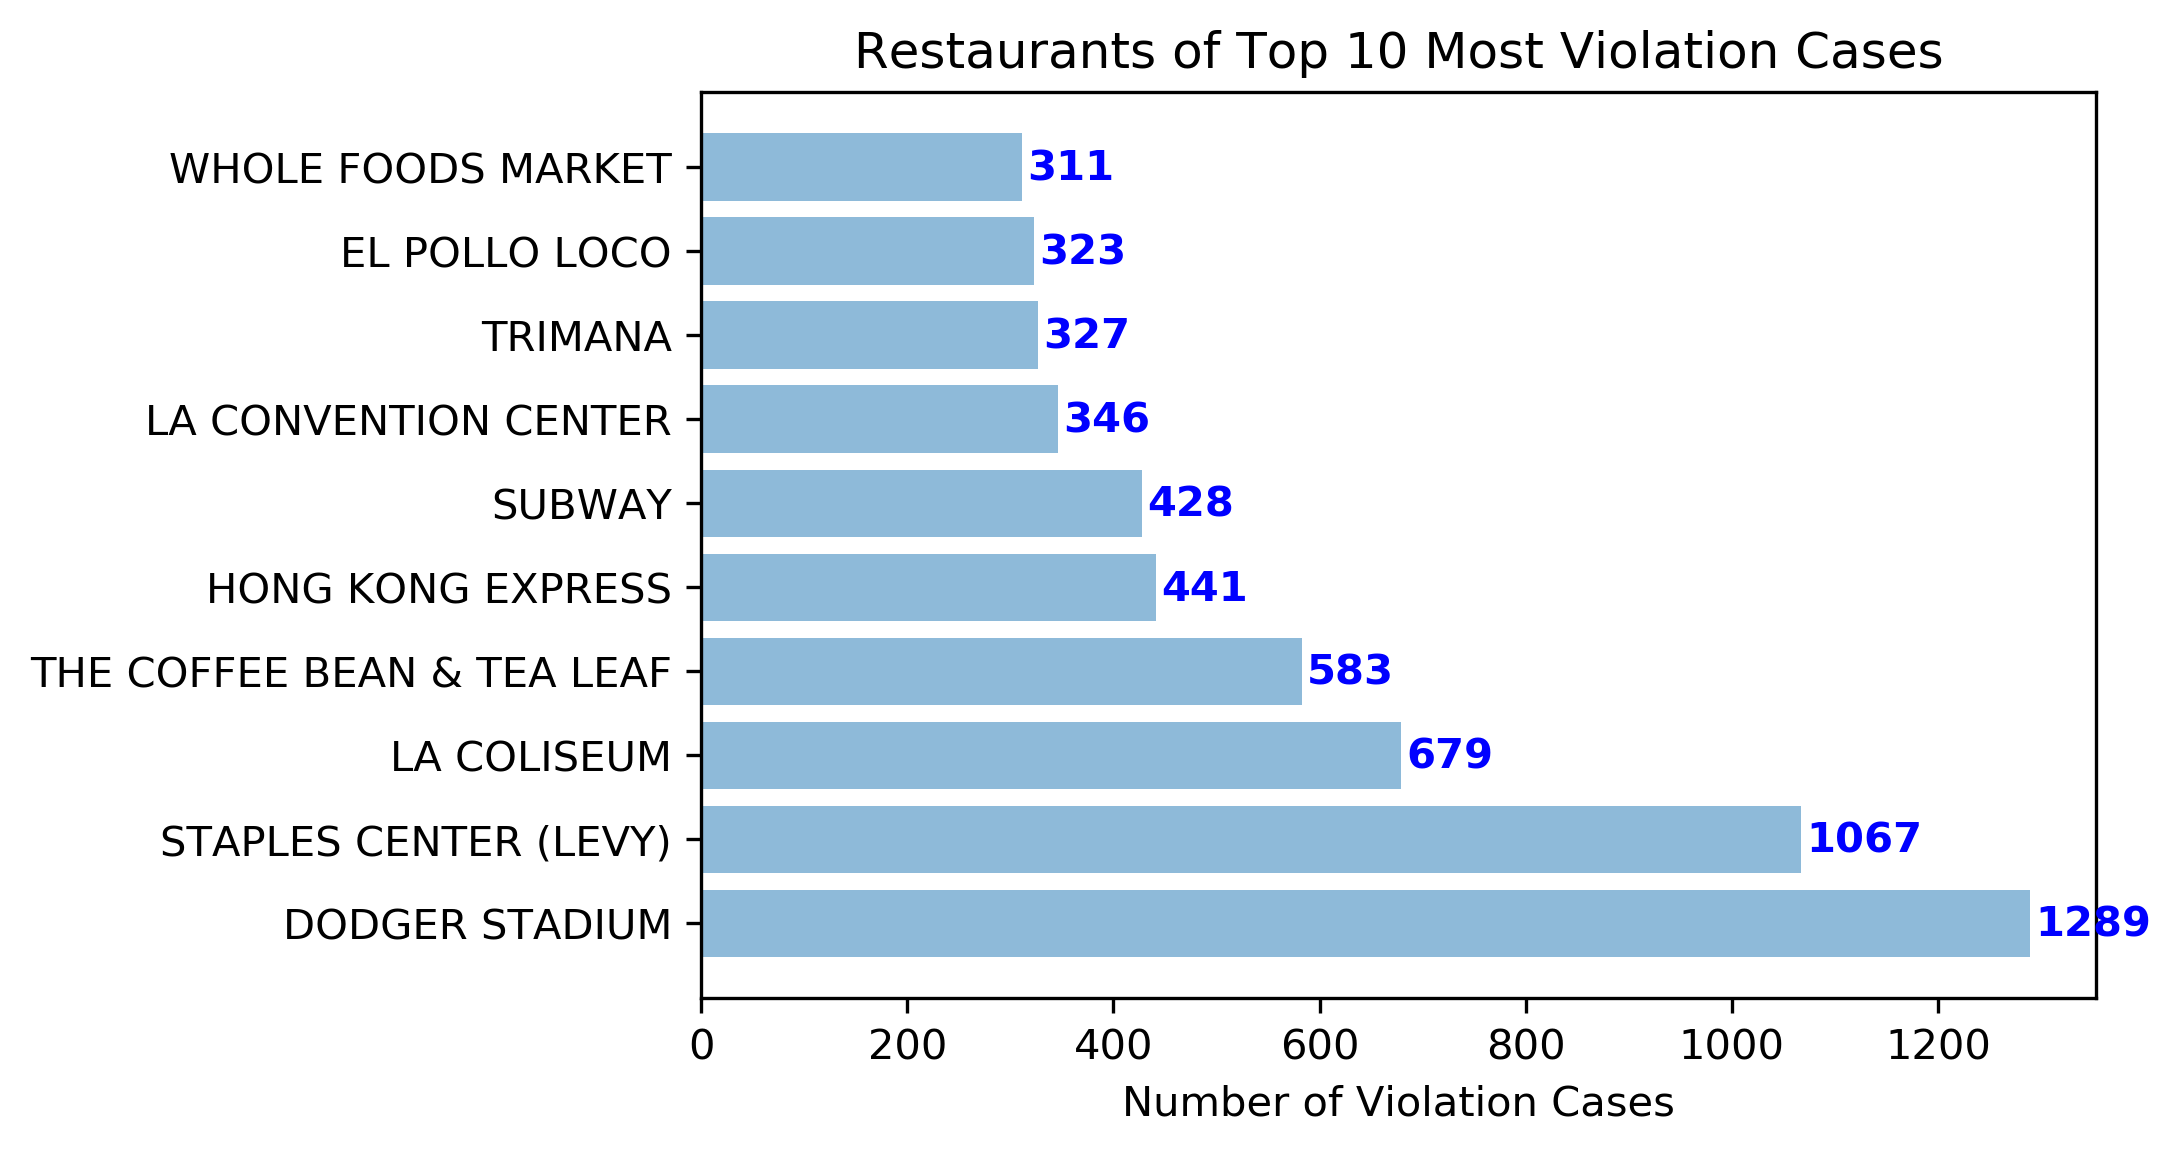 Restaurants of Top 10 Most Violation Cases
WHOLE FOODS MARKET 311
EL POLLO LOCO 323
TRIMANA 327
LA CONVENTION CENTER 346
SUBWAY 428
HONG KONG EXPRESS 441
THE COFFEE BEAN & TEA LEAF 583
LA COLISEUM 679
STAPLES CENTER (LEVY) 1067
DODGER STADIUM 1289
0 200 400 600 800 1000 1200
Number of Violation Cases